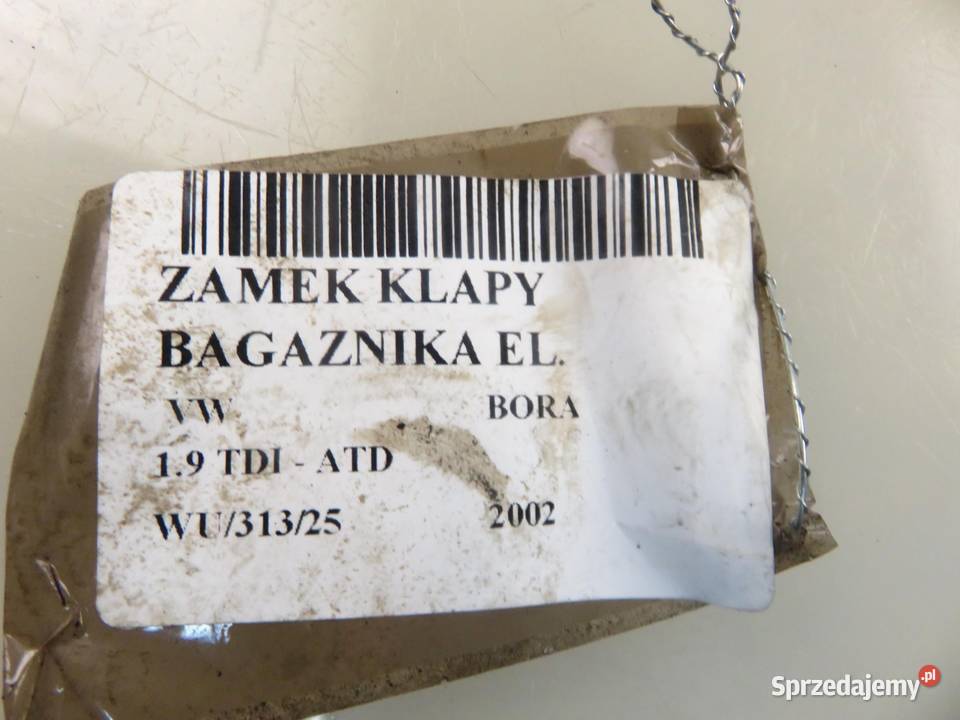 ZAMEK KLAPY
BAGAZNIKA EL.
VW BORA
1.9 TDI - ATD
WU/313/25 2002
Sprzedajemy.pl